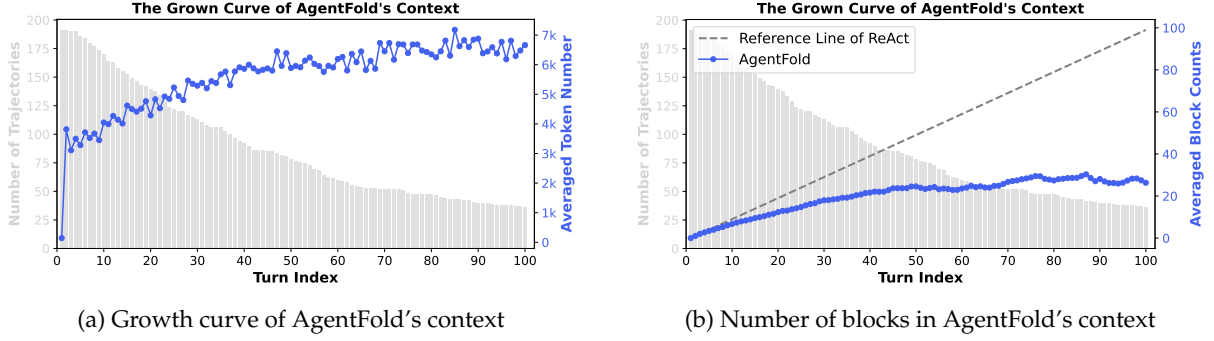 The Grown Curve of AgentFold's Context
200
175
150
125
100
75
50
25
0
Number of Trajectories
7k
6k
5k
4k
3k
2k
1k
0
Averaged Token Number
0 10 20 30 40 50 60 70 80 90 100
Turn Index
(a) Growth curve of AgentFold's context
The Grown Curve of AgentFold's Context
Reference Line of ReAct
AgentFold
200
175
150
125
100
75
50
25
0
Number of Trajectories
100
80
60
40
20
0
Averaged Block Counts
0 10 20 30 40 50 60 70 80 90 100
Turn Index
(b) Number of blocks in AgentFold's context